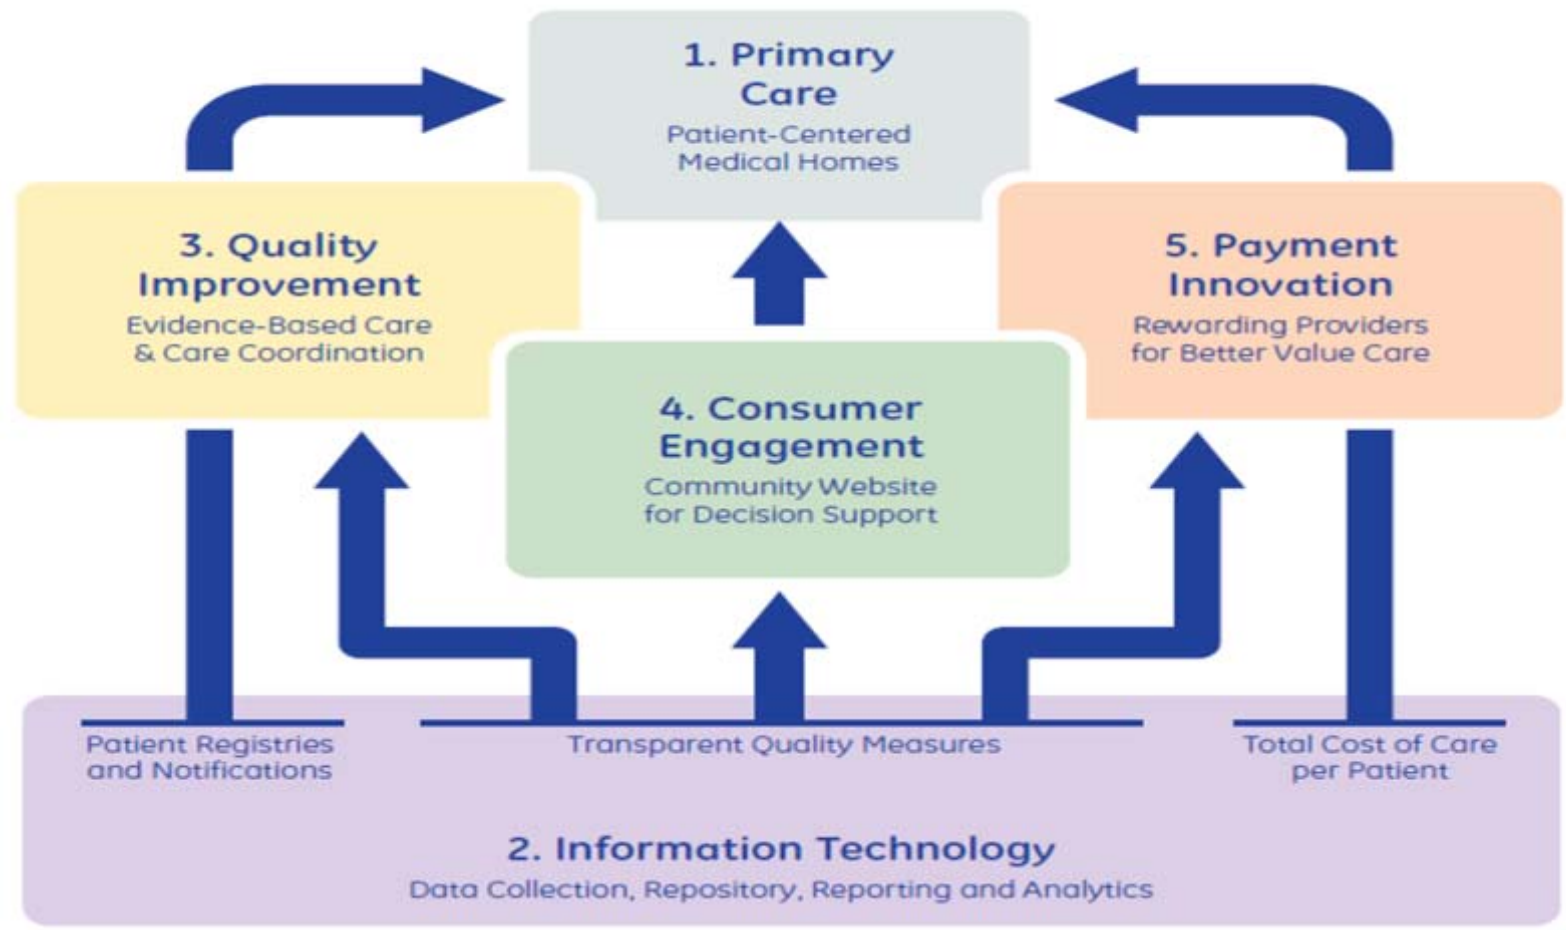 1. Primary
Care
Patient-Centered
Medical Homes
3. Quality
Improvement
Evidence-Based Care
& Care Coordination
5. Payment
Innovation
Rewarding Providers
for Better Value Care
4. Consumer
Engagement
Community Website
for Decision Support
Patient Registries
and Notifications
Transparent Quality Measures
Total Cost of Care
per Patient
2. Information Technology
Data Collection, Repository, Reporting and Analytics